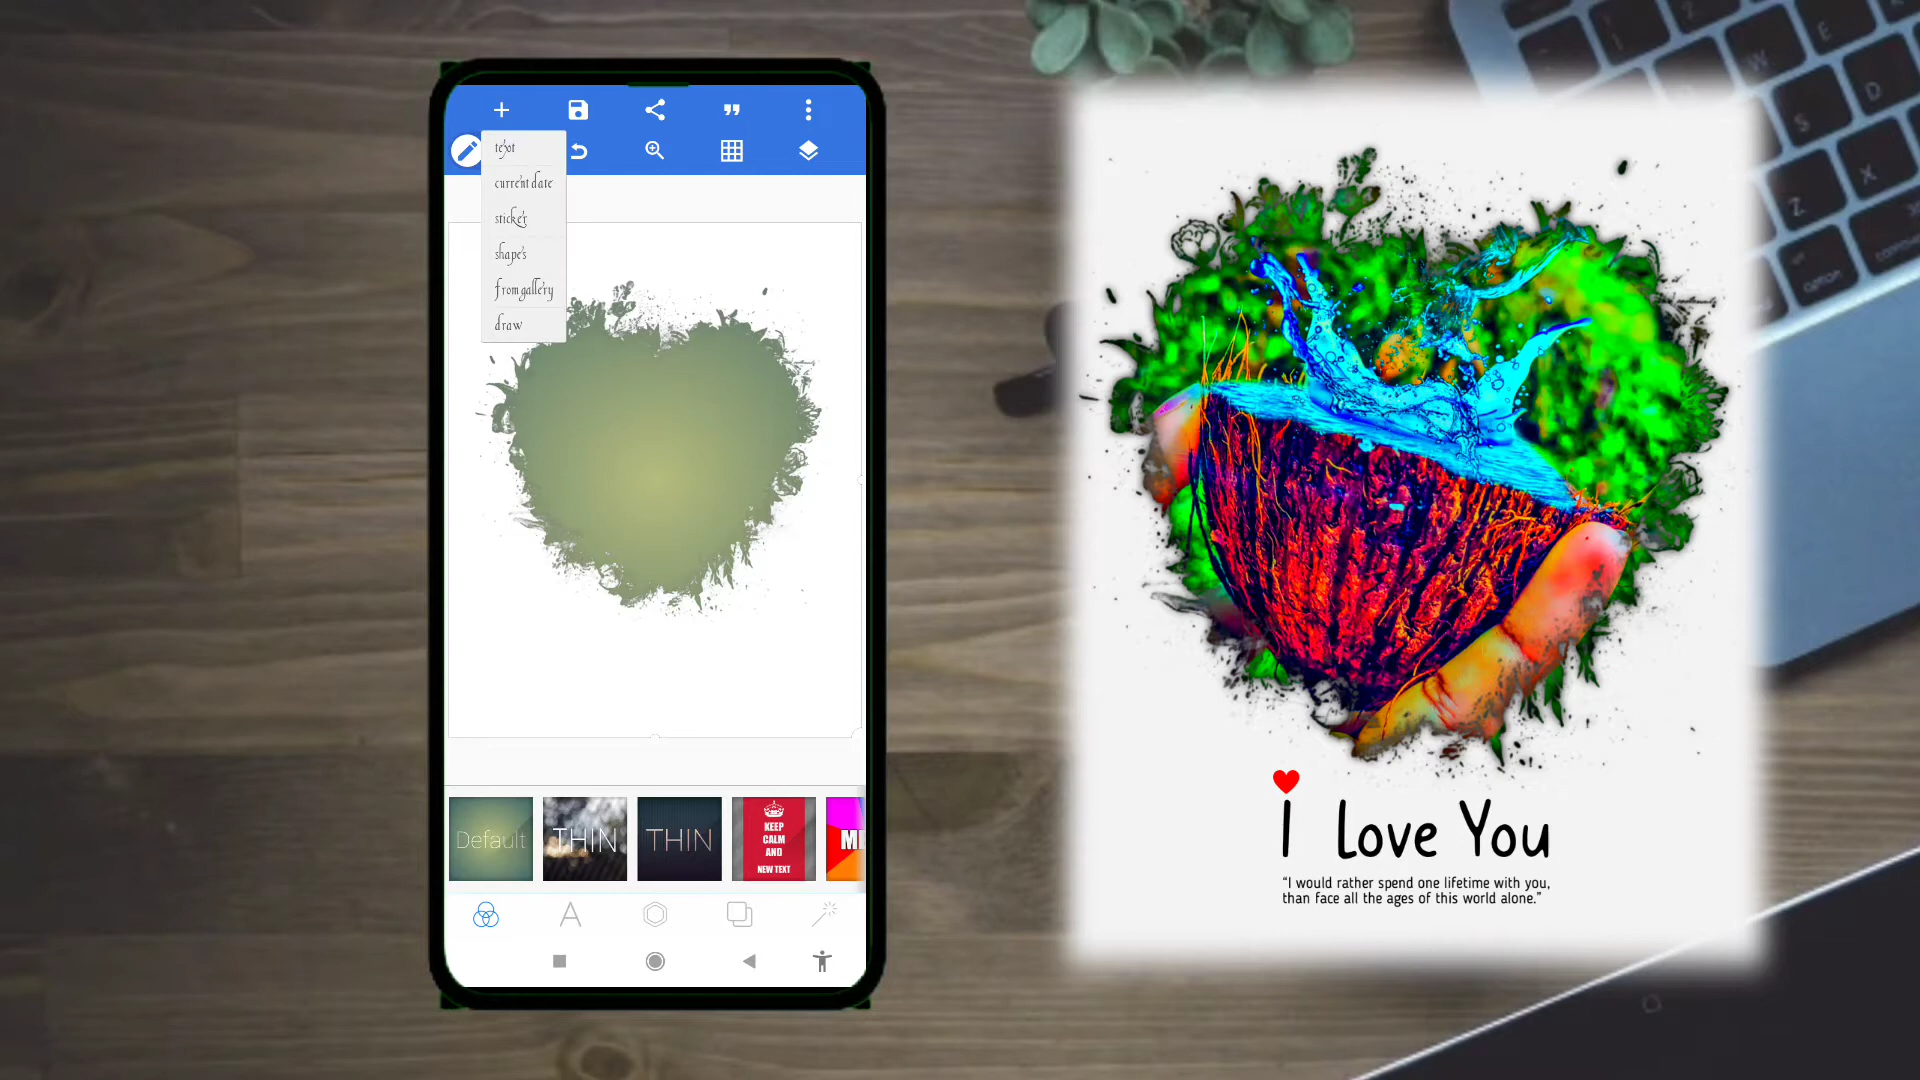 text
current date
sticker
shapes
from gallery
draw
Default
THIN
THIN
KEEP
CALM
AND
NEW TEXT
M
I Love You
“I would rather spend one lifetime with you,
than face all the ages of this world alone.”
W
E
S
D
Z
X
option